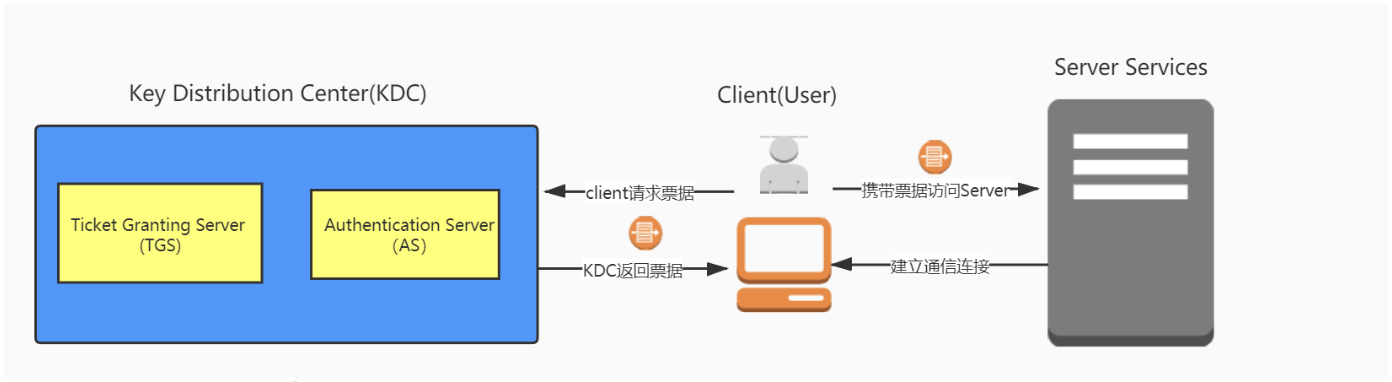 Server Services
Key Distribution Center(KDC)
Client(User)
Ticket Granting Server
(TGS)
Authentication Server
（AS）
client请求票据
携带票据访问Server
KDC返回票据
建立通信连接